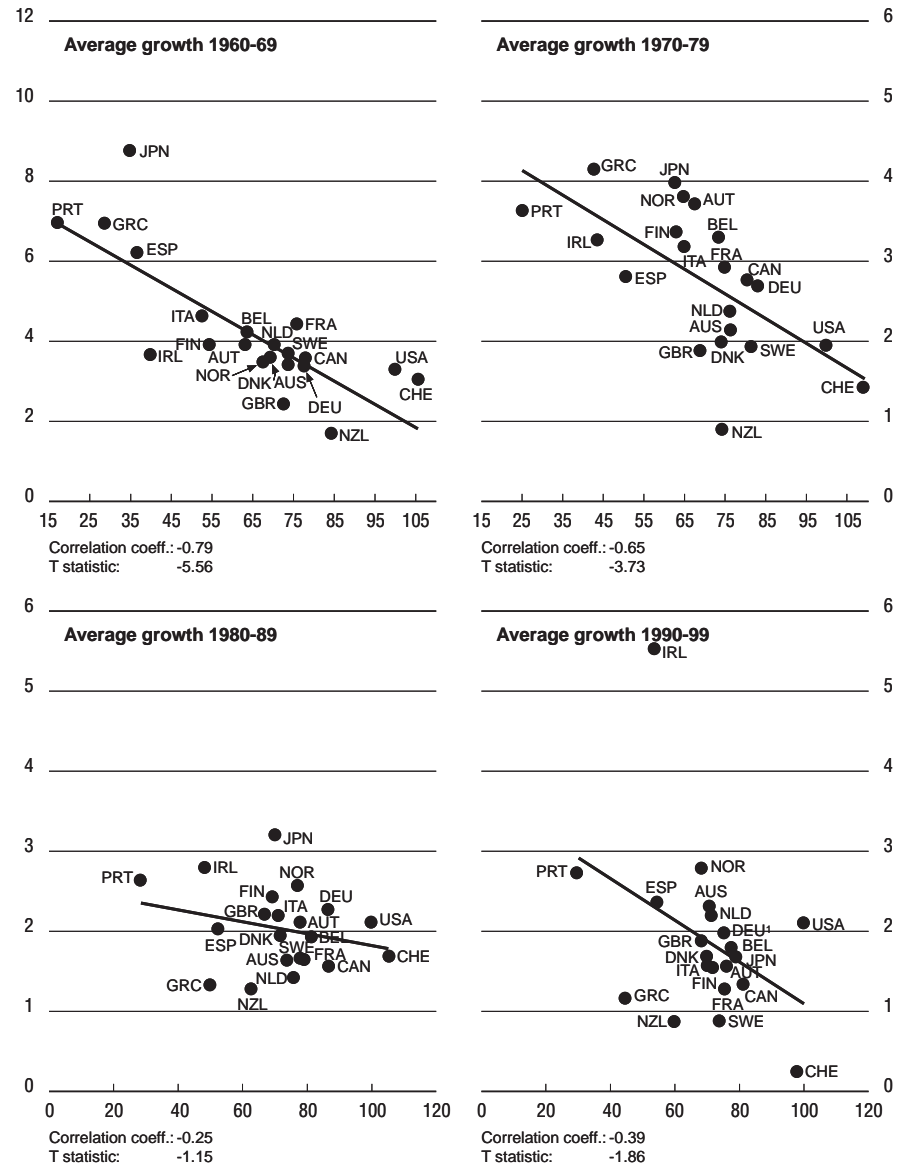 Average growth 1960-69
12
10
8
6
4
2
0
JPN
PRT
GRC
ESP
ITA
BEL
FRA
NLD
FIN
IRL
AUT
SWE
CAN
USA
NOR
DNK
AUS
CHE
GBR
DEU
NZL
15 25 35 45 55 65 75 85 95 105
Correlation coeff.: -0.79
T statistic: -5.56
Average growth 1970-79
6
5
4
3
2
1
0
GRC
JPN
NOR
AUT
PRT
FIN
BEL
IRL
ITA
FRA
CAN
ESP
DEU
NLD
AUS
USA
GBR
DNK
SWE
CHE
NZL
15 25 35 45 55 65 75 85 95 105
Correlation coeff.: -0.65
T statistic: -3.73
Average growth 1980-89
6
5
4
3
2
1
0
JPN
IRL
PRT
NOR
FIN
DEU
GBR
ITA
AUT
USA
ESP
DNK
BEL
SWE
AUS
FRA
CAN
CHE
GRC
NLD
NZL
0 20 40 60 80 100 120
Correlation coeff.: -0.25
T statistic: -1.15
Average growth 1990-99
6
5
4
3
2
1
0
IRL
PRT
NOR
ESP
AUS
NLD
USA
DEU¹
GBR
BEL
DNK
JPN
ITA
AUT
FIN
CAN
GRC
FRA
NZL
SWE
CHE
0 20 40 60 80 100 120
Correlation coeff.: -0.39
T statistic: -1.86